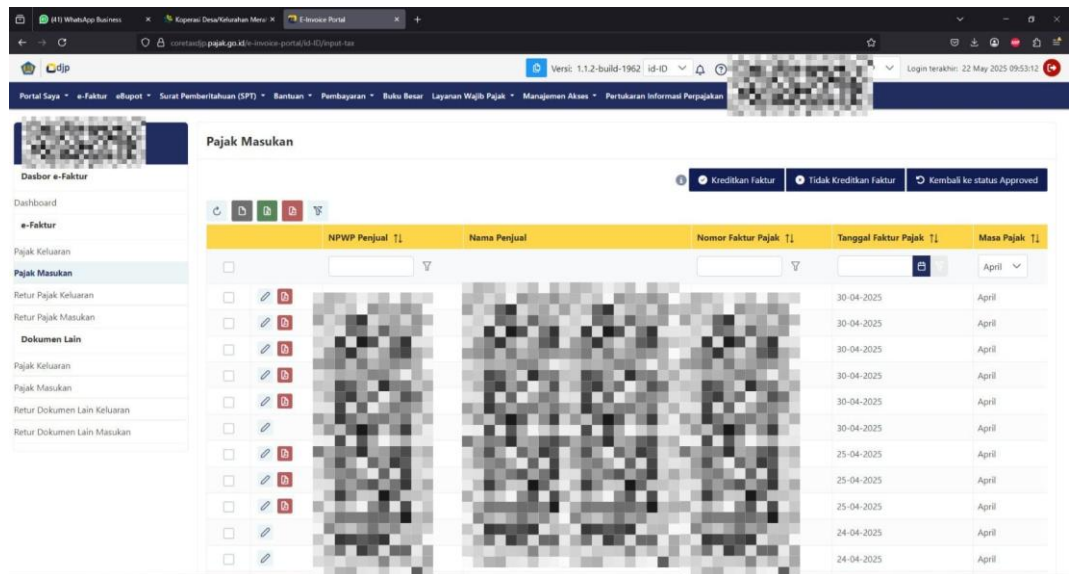 (41) WhatsApp Business
Koperasi Desa/Kelurahan Merah
E-Invoice Portal
coretaxdjp.pajak.go.id/e-invoice-portal/id-ID/input-tax
djp
Versi: 1.1.2-build-1962
id-ID
Login terakhir: 22 May 2025 09:53:12
Portal Saya e-Faktur eBupot Surat Pemberitahuan (SPT) Bantuan Pembayaran Buku Besar Layanan Wajib Pajak Manajemen Akses Pertukaran Informasi Perpajakan
Pajak Masukan
Kreditkan Faktur
Tidak Kreditkan Faktur
Kembali ke status Approved
Dasbor e-Faktur
Dashboard
e-Faktur
Pajak Keluaran
Pajak Masukan
Retur Pajak Keluaran
Retur Pajak Masukan
Dokumen Lain
Pajak Keluaran
Pajak Masukan
Retur Dokumen Lain Keluaran
Retur Dokumen Lain Masukan
NPWP Penjual Nama Penjual Nomor Faktur Pajak Tanggal Faktur Pajak Masa Pajak
April
30-04-2025 April
30-04-2025 April
30-04-2025 April
30-04-2025 April
30-04-2025 April
30-04-2025 April
25-04-2025 April
25-04-2025 April
25-04-2025 April
24-04-2025 April
24-04-2025 April